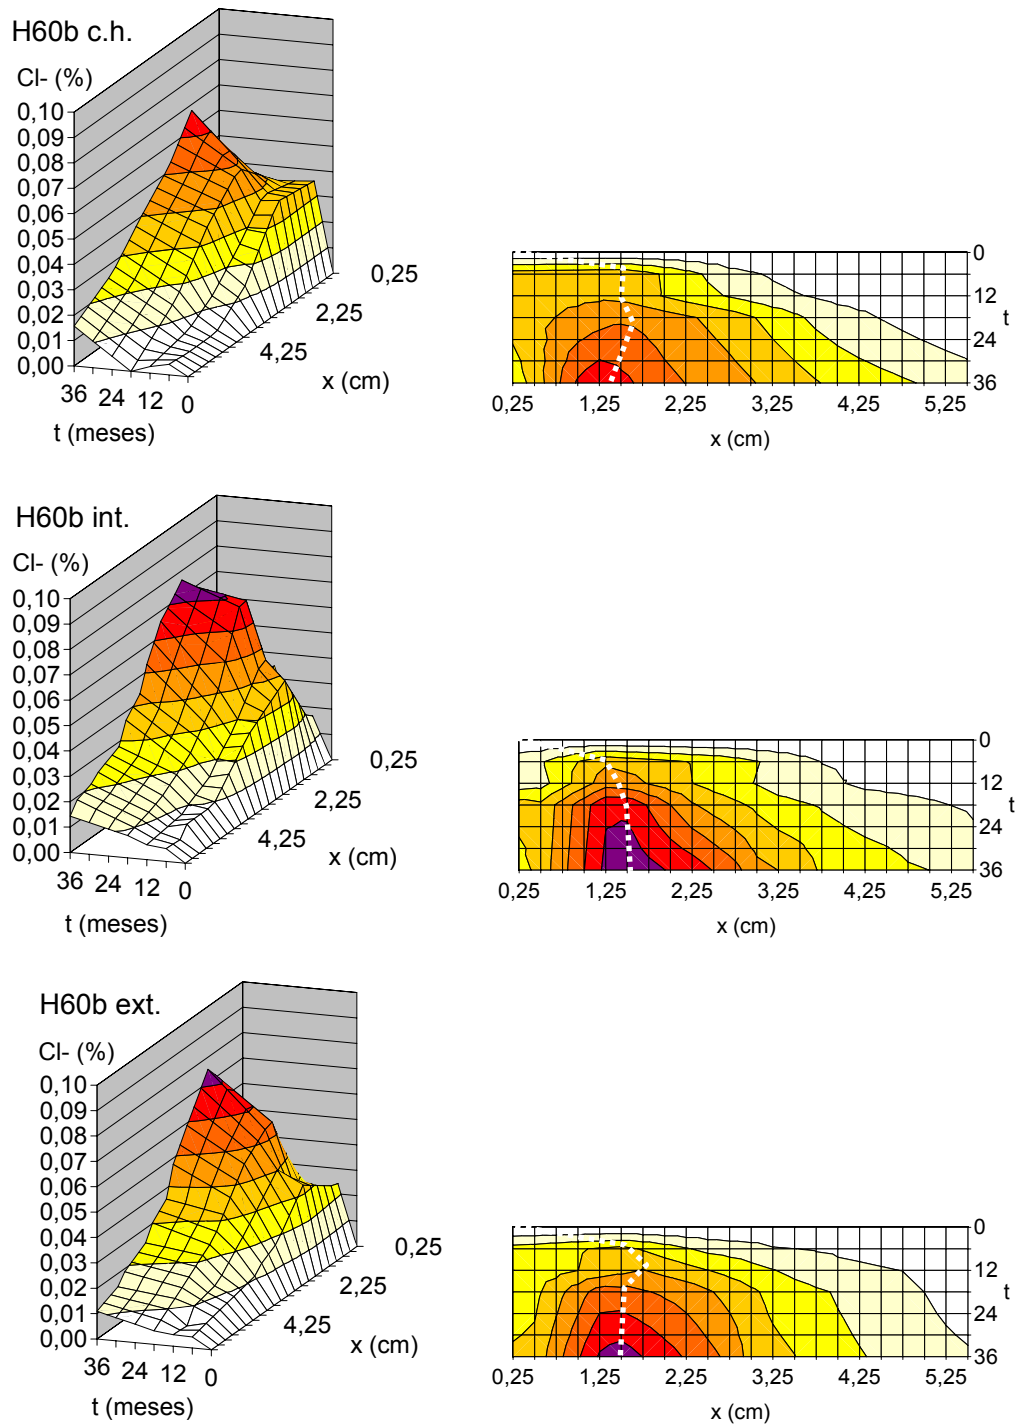 H60b c.h.
Cl- (%)
0,10
0,09
0,08
0,07
0,06
0,05
0,04
0,03
0,02
0,01
0,00
36 24 12 0
t (meses)
0,25
2,25
4,25
x (cm)
0
12
t
24
36
0,25 1,25 2,25 3,25 4,25 5,25
x (cm)
H60b int.
Cl- (%)
0,10
0,09
0,08
0,07
0,06
0,05
0,04
0,03
0,02
0,01
0,00
36 24 12 0
t (meses)
0,25
2,25
4,25
x (cm)
0
12
t
24
36
0,25 1,25 2,25 3,25 4,25 5,25
x (cm)
H60b ext.
Cl- (%)
0,10
0,09
0,08
0,07
0,06
0,05
0,04
0,03
0,02
0,01
0,00
36 24 12 0
t (meses)
0,25
2,25
4,25
x (cm)
0
12
t
24
36
0,25 1,25 2,25 3,25 4,25 5,25
x (cm)